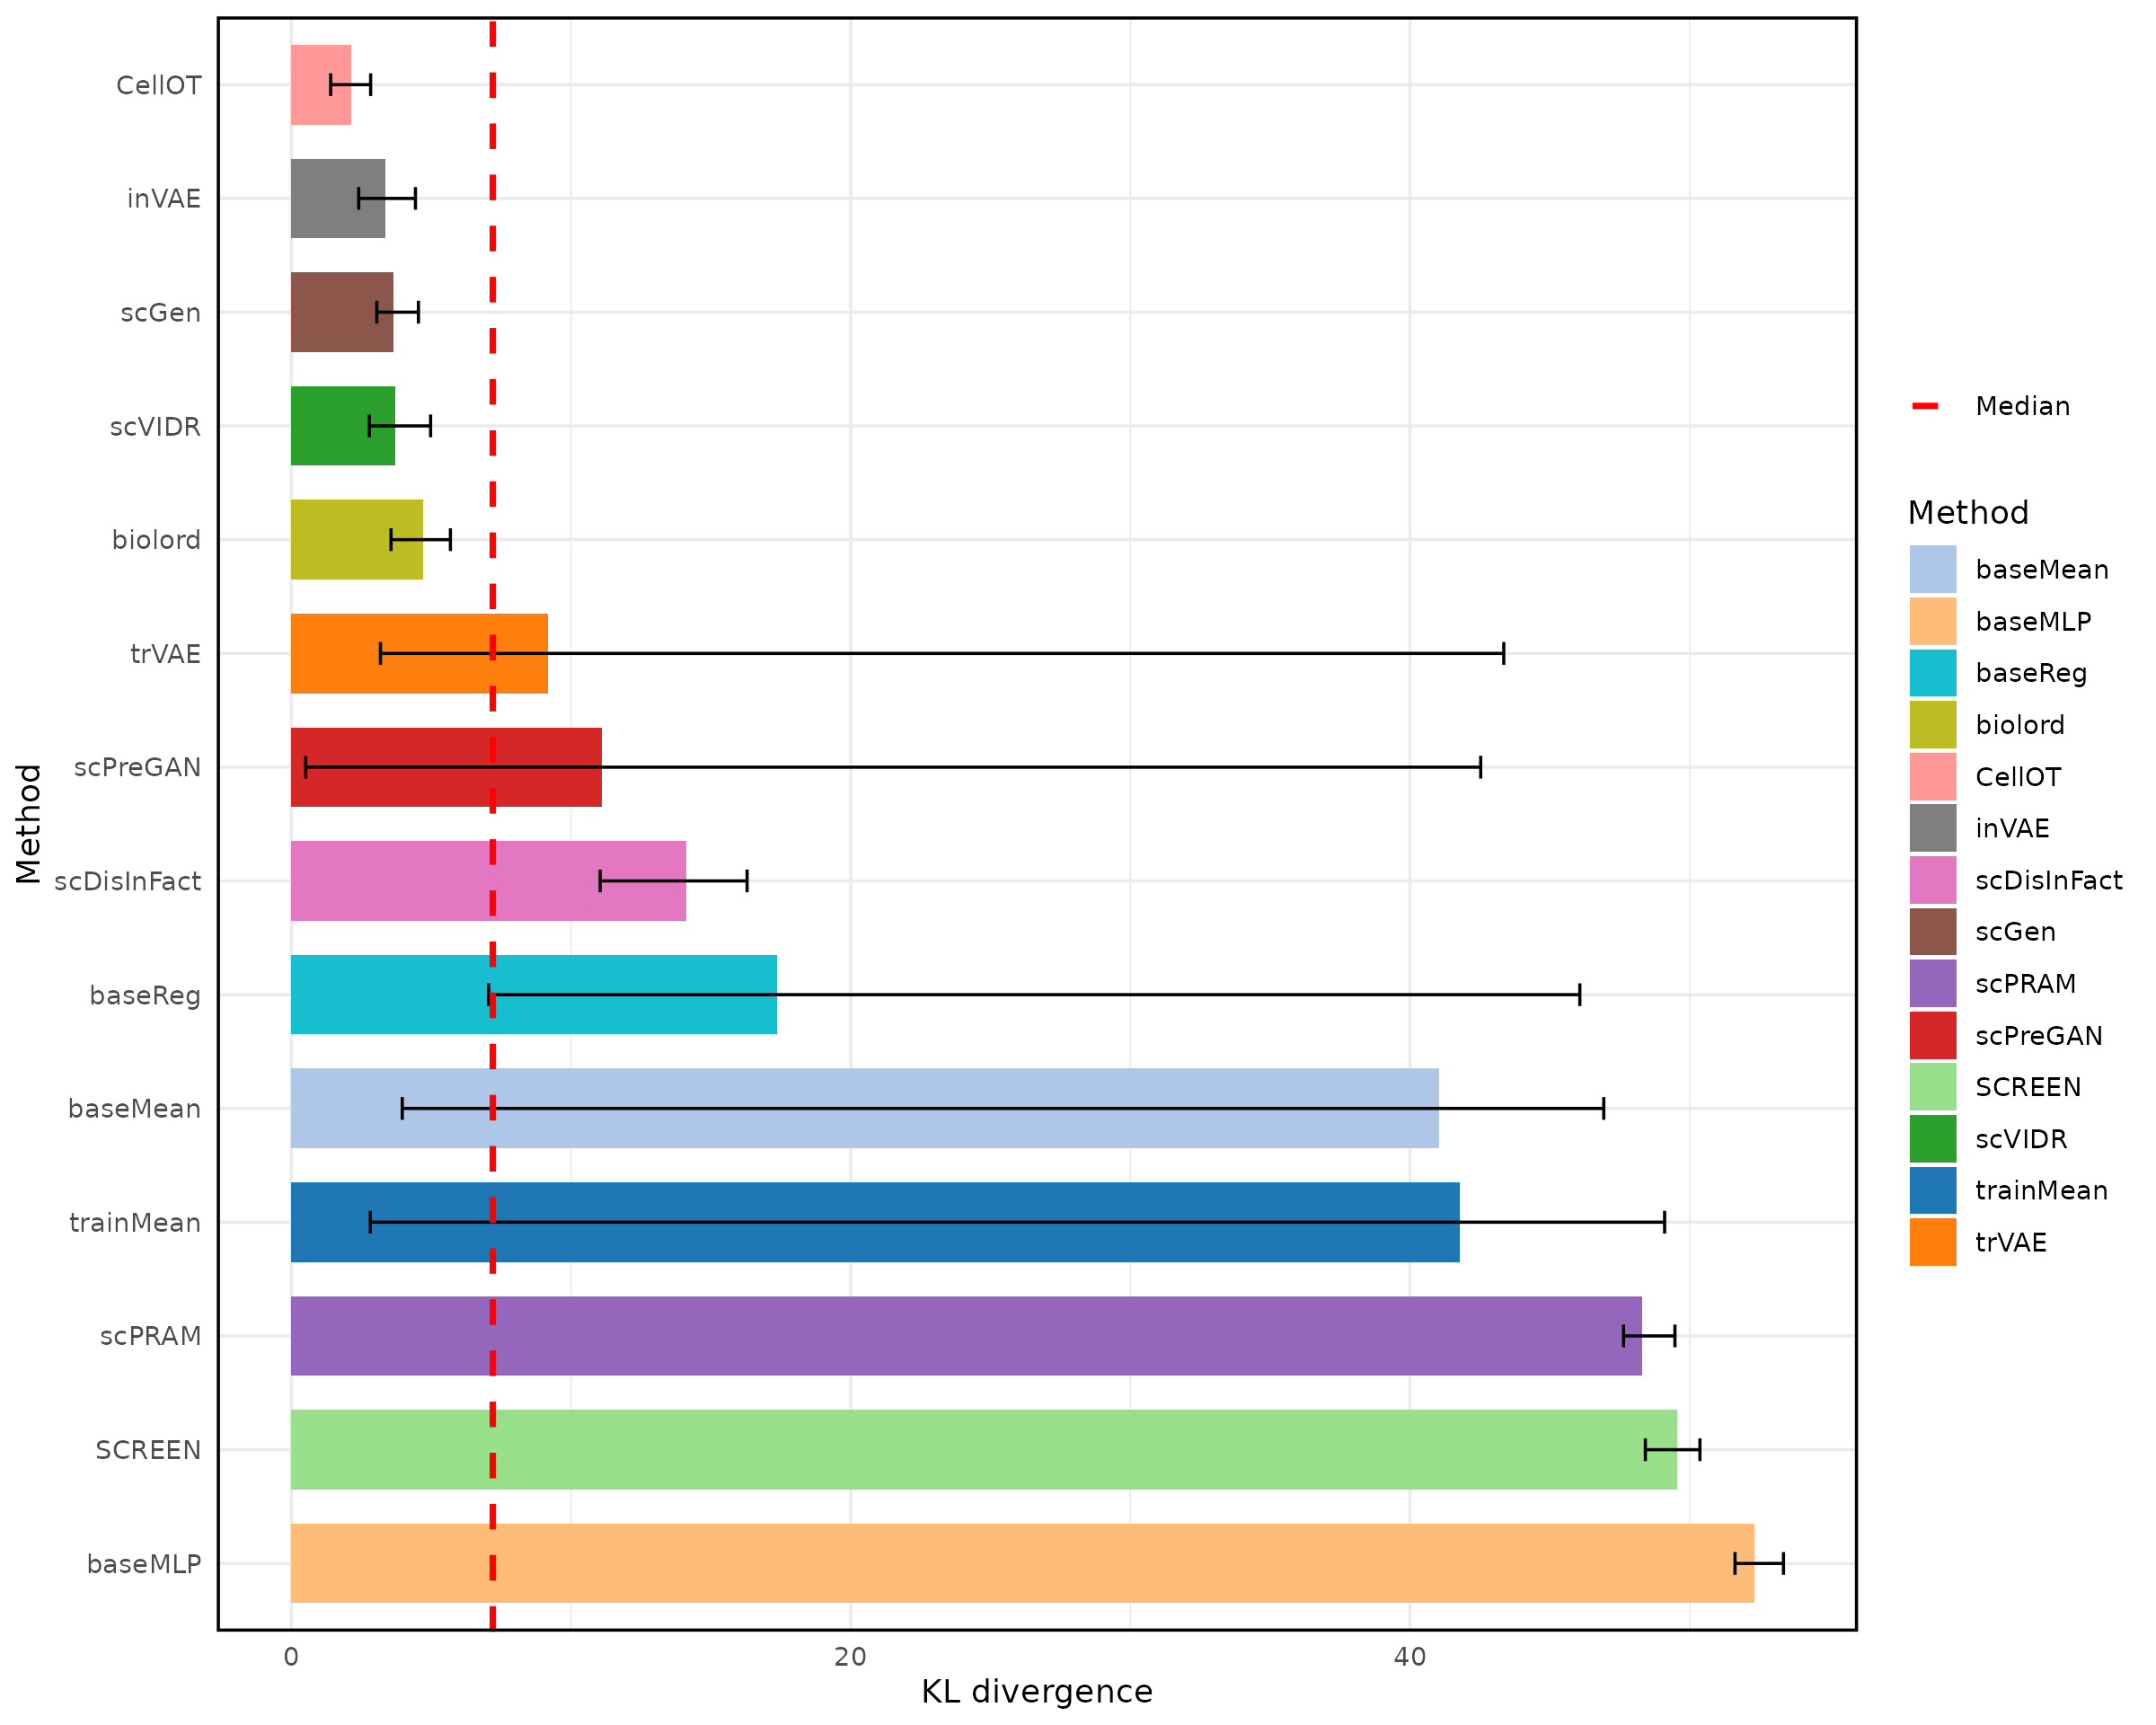 Method
CellOT
inVAE
scGen
scVIDR
biolord
trVAE
scPreGAN
scDisInFact
baseReg
baseMean
trainMean
scPRAM
SCREEN
baseMLP
0
20
40
KL divergence
Median
Method
baseMean
baseMLP
baseReg
biolord
CellOT
inVAE
scDisInFact
scGen
scPRAM
scPreGAN
SCREEN
scVIDR
trainMean
trVAE